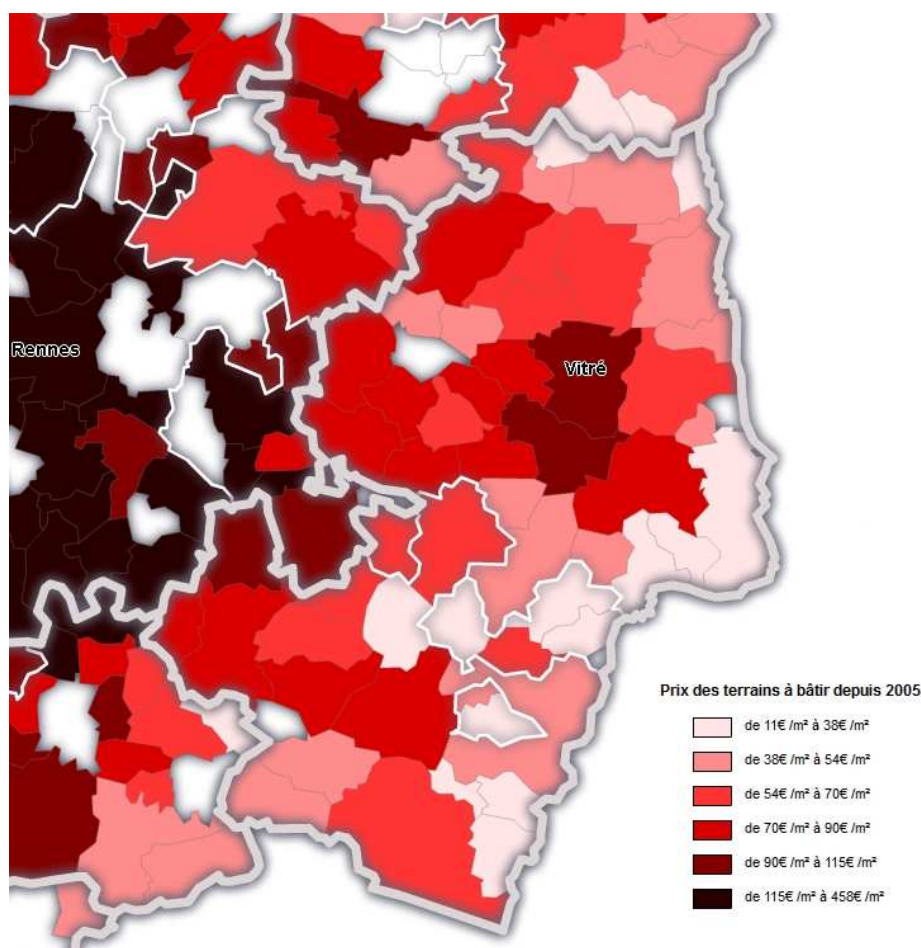 Rennes
Vitré
Prix des terrains à bâtir depuis 2005
de 11€ /m² à 38€ /m²
de 38€ /m² à 54€ /m²
de 54€ /m² à 70€ /m²
de 70€ /m² à 90€ /m²
de 90€ /m² à 115€ /m²
de 115€ /m² à 458€ /m²